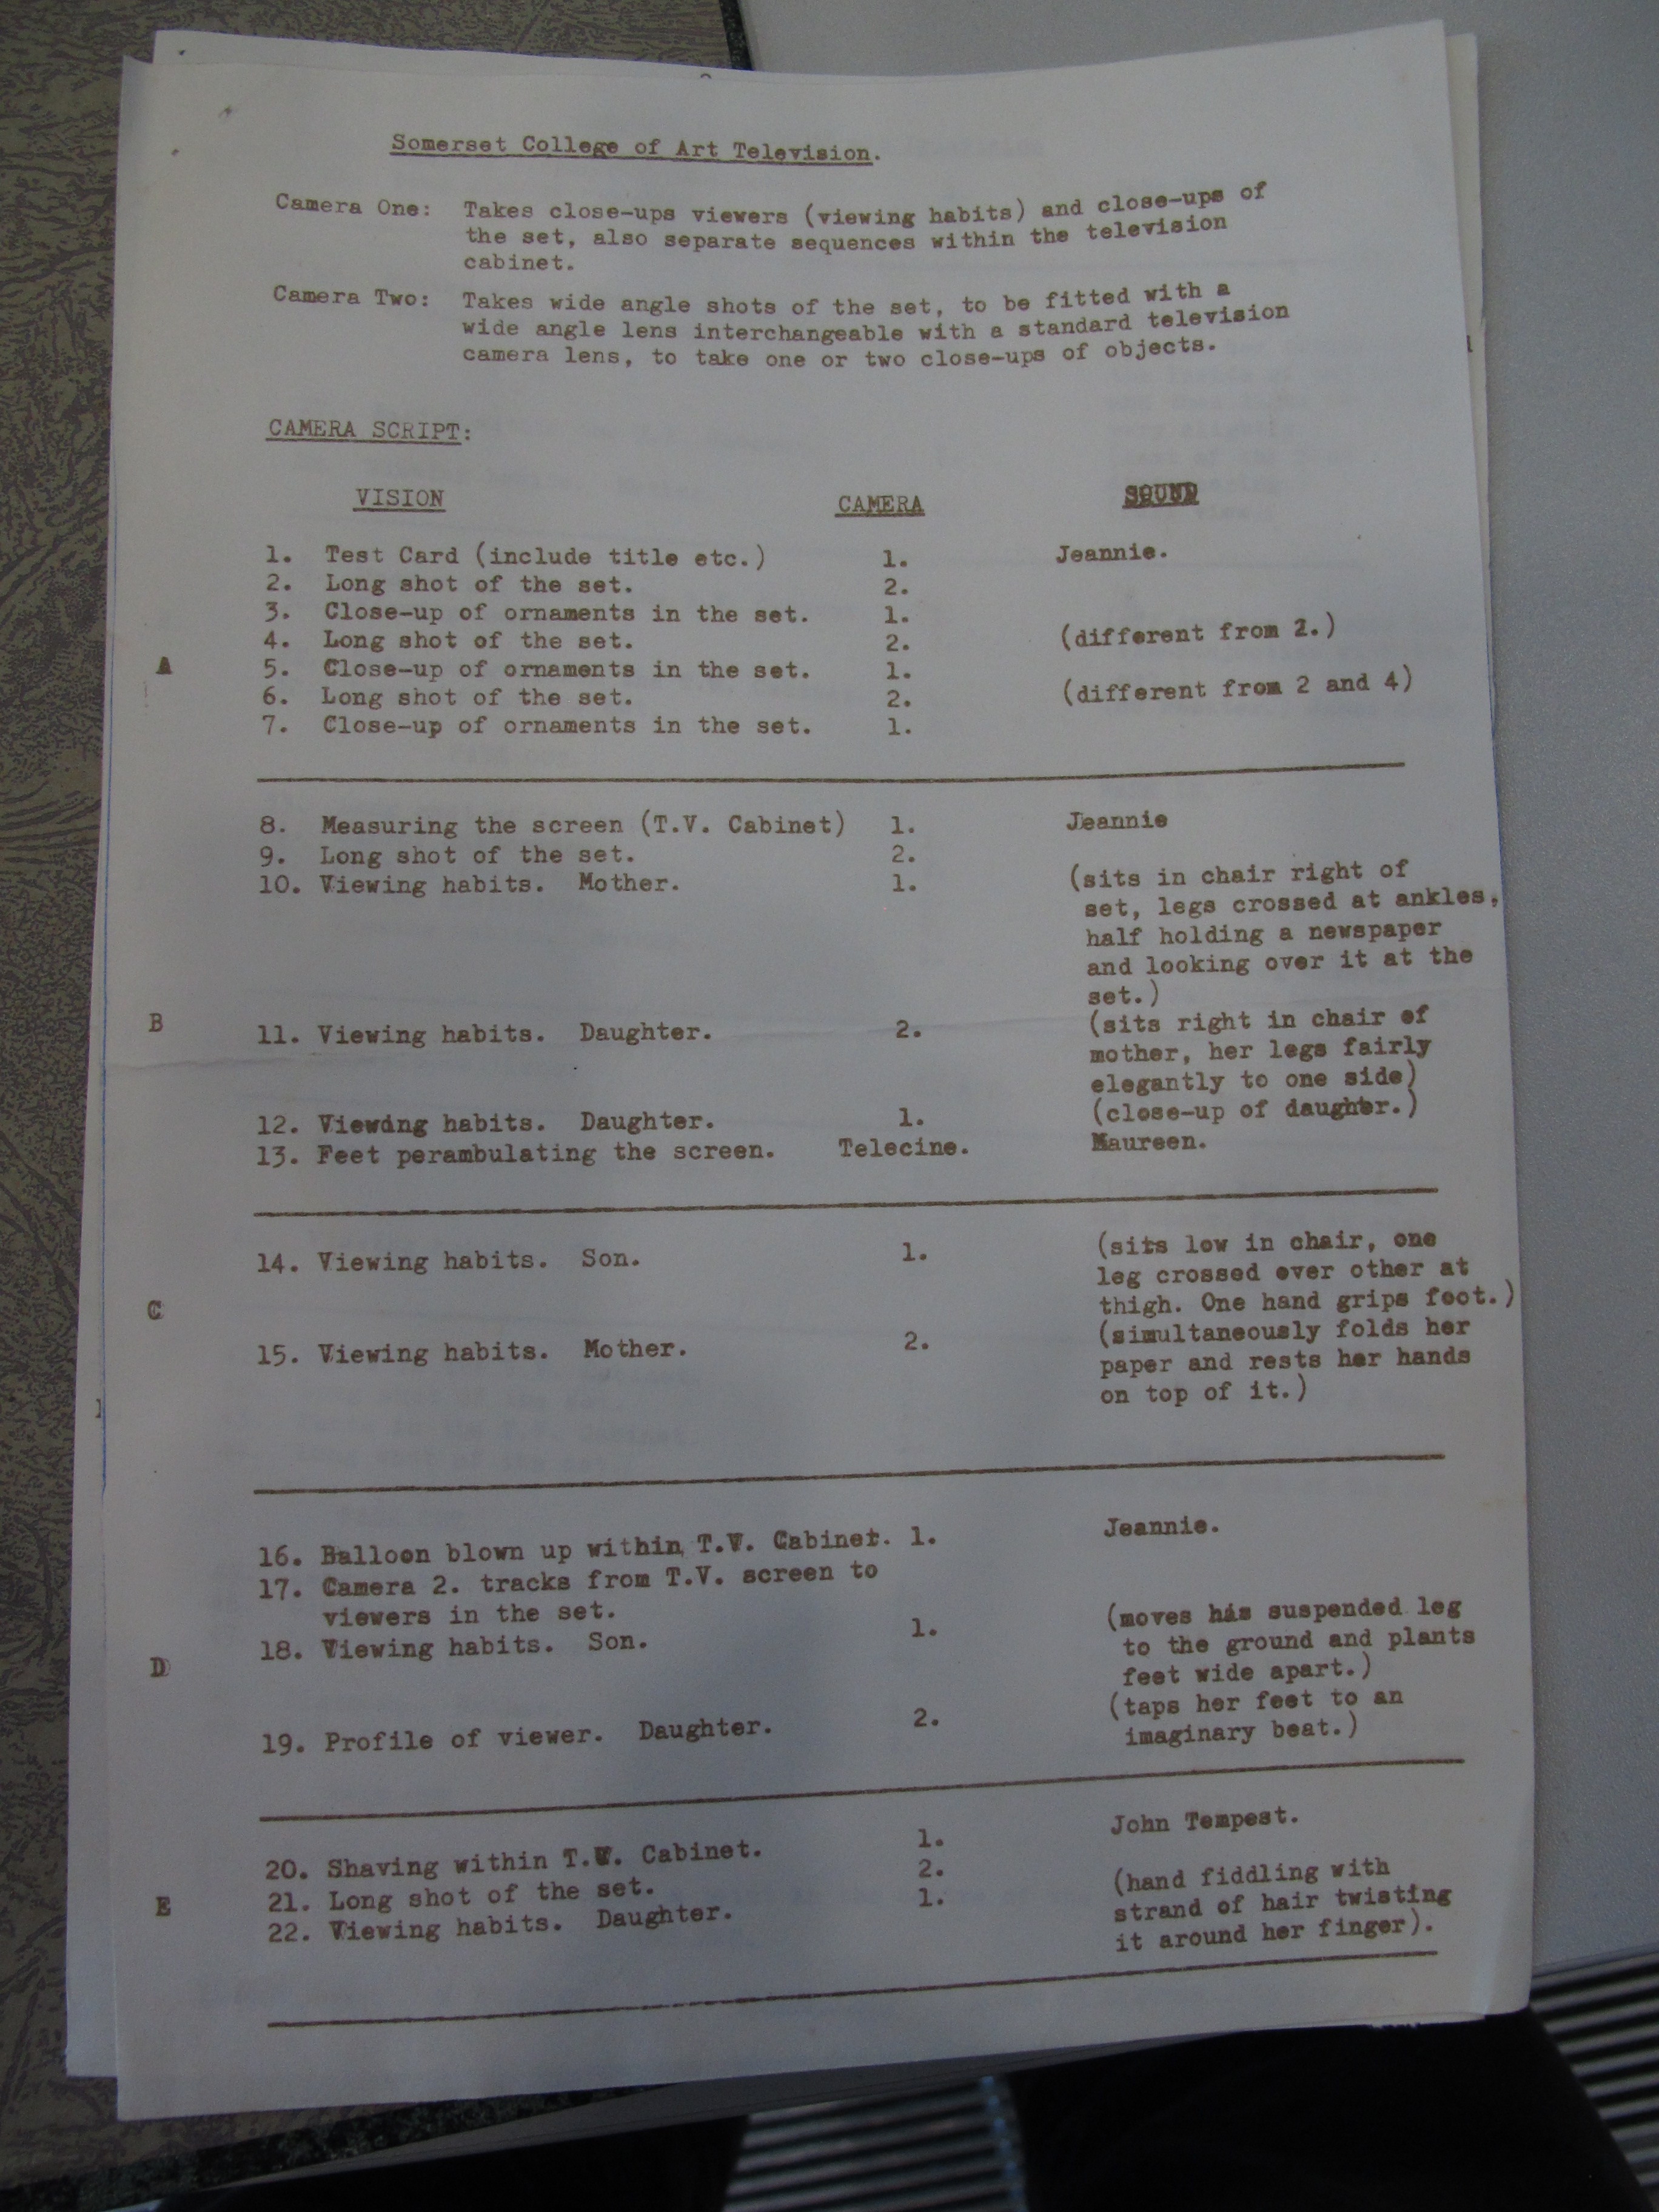 Somerset College of Art Television.
Camera One: Takes close-ups viewers (viewing habits) and close-ups of
the set, also separate sequences within the television
cabinet.
Camera Two: Takes wide angle shots of the set, to be fitted with a
wide angle lens interchangeable with a standard television
camera lens, to take one or two close-ups of objects.
CAMERA SCRIPT:
VISION CAMERA SOUND
1. Test Card (include title etc.) 1. Jeannie.
2. Long shot of the set. 2.
3. Close-up of ornaments in the set. 1.
4. Long shot of the set. 2. (different from 2.)
A 5. Close-up of ornaments in the set. 1.
6. Long shot of the set. 2. (different from 2 and 4)
7. Close-up of ornaments in the set. 1.
8. Measuring the screen (T.V. Cabinet) 1. Jeannie
9. Long shot of the set. 2.
10. Viewing habits. Mother. 1. (sits in chair right of
set, legs crossed at ankles,
half holding a newspaper
and looking over it at the
set.)
B 11. Viewing habits. Daughter. 2. (sits right in chair of
mother, her legs fairly
elegantly to one side)
12. Viewing habits. Daughter. 1. (close-up of daughter.)
13. Feet perambulating the screen. Telecine. Maureen.
14. Viewing habits. Son. 1. (sits low in chair, one
leg crossed over other at
C thigh. One hand grips foot.)
15. Viewing habits. Mother. 2. (simultaneously folds her
paper and rests her hands
on top of it.)
16. Balloon blown up within T.V. Cabinet. 1. Jeannie.
17. Camera 2. tracks from T.V. screen to
viewers in the set.
18. Viewing habits. Son. 1. (moves his suspended leg
D to the ground and plants
feet wide apart.)
19. Profile of viewer. Daughter. 2. (taps her feet to an
imaginary beat.)
20. Shaving within T.V. Cabinet. 1. John Tempest.
21. Long shot of the set. 2.
E 22. Viewing habits. Daughter. 1. (hand fiddling with
strand of hair twisting
it around her finger).